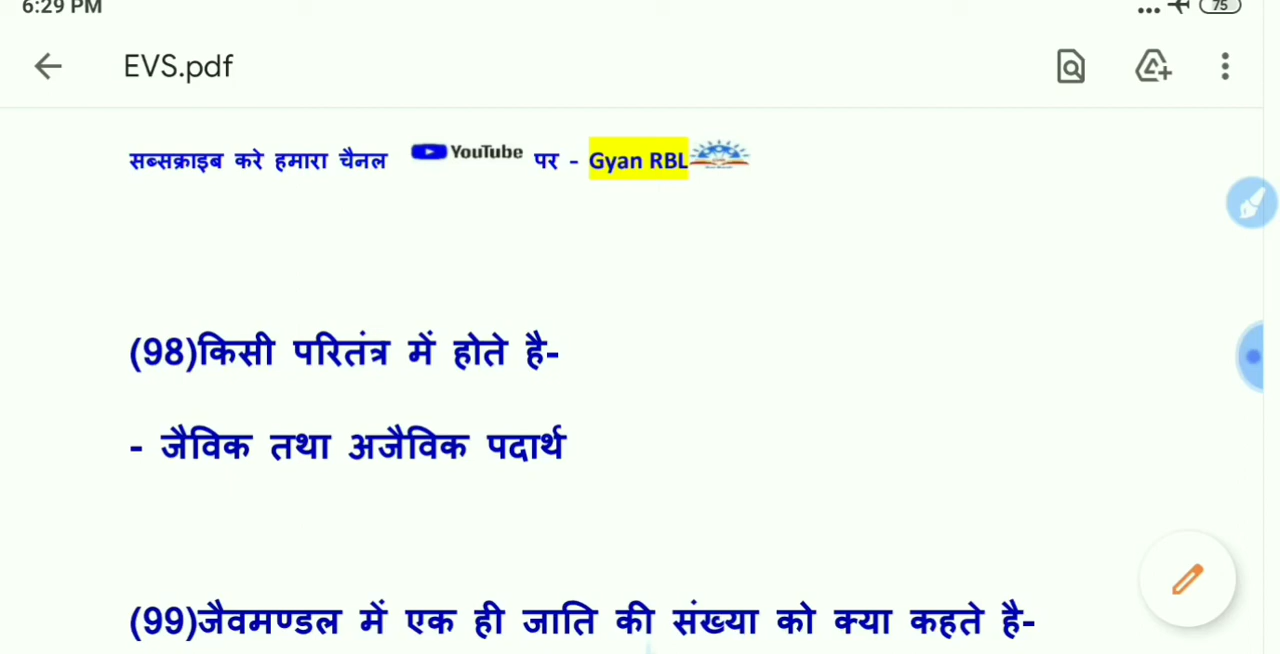 6:29 PM
75
EVS.pdf
सब्सक्राइब करे हमारा चैनल YouTube पर - Gyan RBL
(98)किसी परितंत्र में होते है-
- जैविक तथा अजैविक पदार्थ
(99)जैवमण्डल में एक ही जाति की संख्या को क्या कहते है-